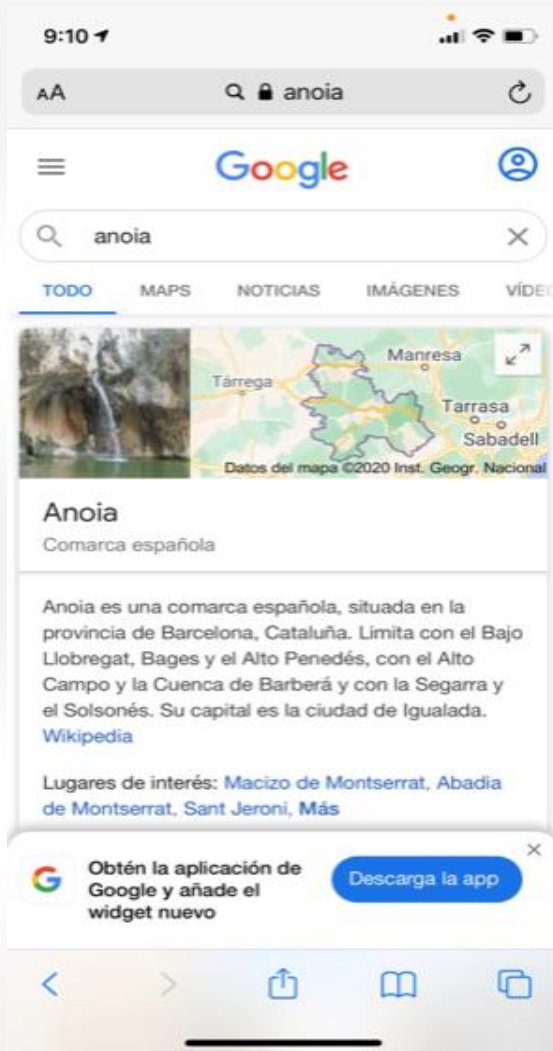 9:10
AA anoia
Google
anoia
TODO MAPS NOTICIAS IMÁGENES VÍDE
Manresa
Tárrega
Tarrasa
Sabadell
Datos del mapa ©2020 Inst. Geogr. Nacional
Anoia
Comarca española
Anoia es una comarca española, situada en la
provincia de Barcelona, Cataluña. Limita con el Bajo
Llobregat, Bages y el Alto Penedés, con el Alto
Campo y la Cuenca de Barberá y con la Segarra y
el Solsonés. Su capital es la ciudad de Igualada.
Wikipedia
Lugares de interés: Macizo de Montserrat, Abadia
de Montserrat, Sant Jeroni, Más
G
Obtén la aplicación de
Google y añade el
widget nuevo
Descarga la app